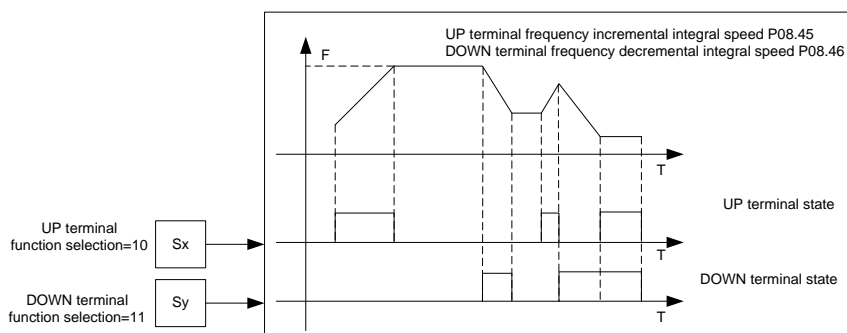 UP terminal frequency incremental integral speed P08.45
DOWN terminal frequency decremental integral speed P08.46
F
T
UP terminal state
UP terminal
function selection=10
Sx
T
DOWN terminal state
DOWN terminal
function selection=11
Sy
T